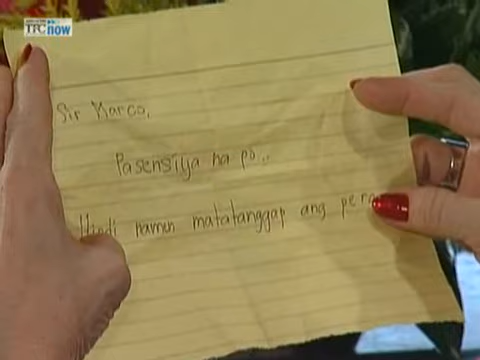 TFC now
Sir Marco,
Pasensiya na po..
Hindi namin matatanggap ang pera